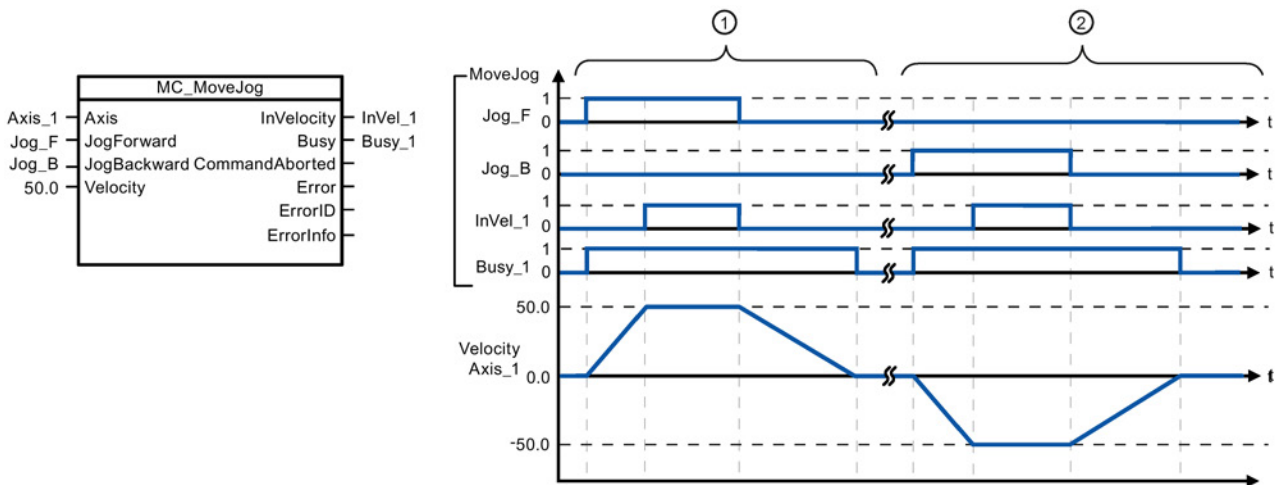 MC_MoveJog
Axis_1 Axis InVelocity InVel_1
Jog_F JogForward Busy Busy_1
Jog_B JogBackward CommandAborted
50.0 Velocity Error
ErrorID
ErrorInfo
1 2
MoveJog
1
Jog_F
0 t
1
Jog_B
0 t
1
InVel_1
0 t
1
Busy_1
0 t
50.0
Velocity
Axis_1
0.0 t
-50.0